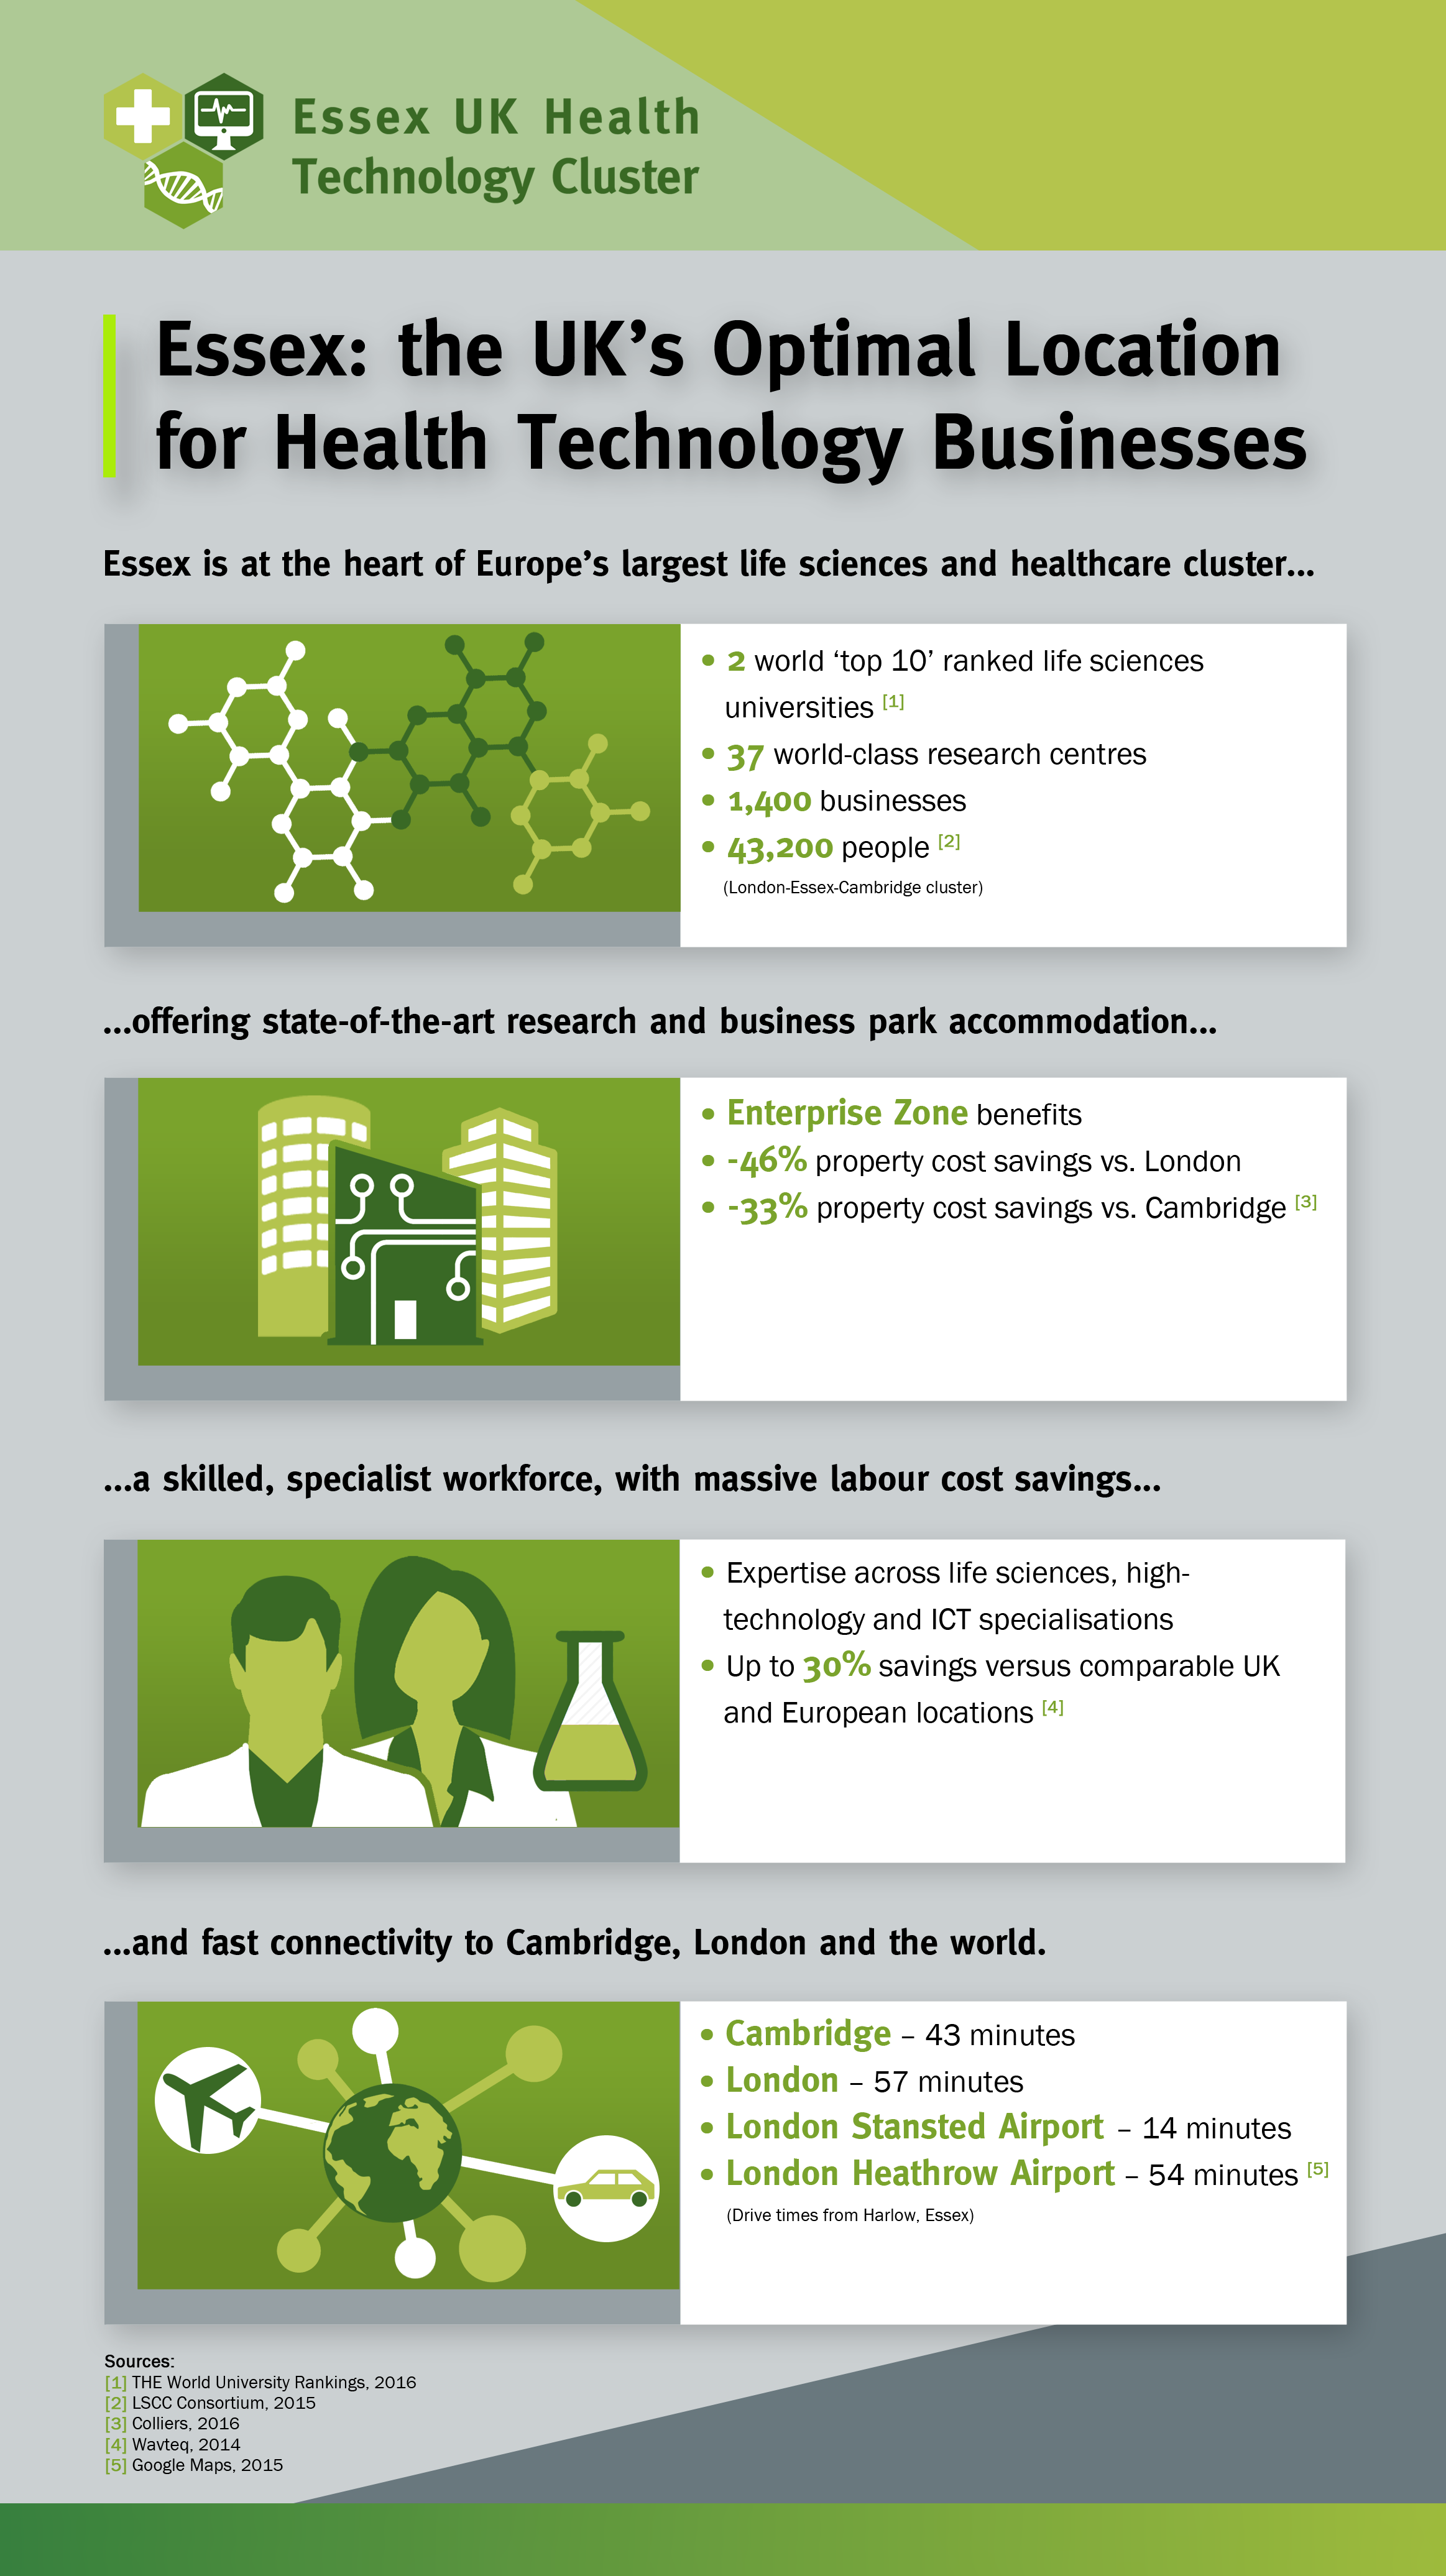 Essex UK Health
Technology Cluster
Essex: the UK’s Optimal Location
for Health Technology Businesses
Essex is at the heart of Europe’s largest life sciences and healthcare cluster...
• 2 world ‘top 10’ ranked life sciences
universities [1]
• 37 world-class research centres
• 1,400 businesses
• 43,200 people [2]
(London-Essex-Cambridge cluster)
...offering state-of-the-art research and business park accommodation...
• Enterprise Zone benefits
• -46% property cost savings vs. London
• -33% property cost savings vs. Cambridge [3]
...a skilled, specialist workforce, with massive labour cost savings...
• Expertise across life sciences, high-
technology and ICT specialisations
• Up to 30% savings versus comparable UK
and European locations [4]
...and fast connectivity to Cambridge, London and the world.
• Cambridge – 43 minutes
• London – 57 minutes
• London Stansted Airport – 14 minutes
• London Heathrow Airport – 54 minutes [5]
(Drive times from Harlow, Essex)
Sources:
[1] THE World University Rankings, 2016
[2] LSCC Consortium, 2015
[3] Colliers, 2016
[4] Wavteq, 2014
[5] Google Maps, 2015